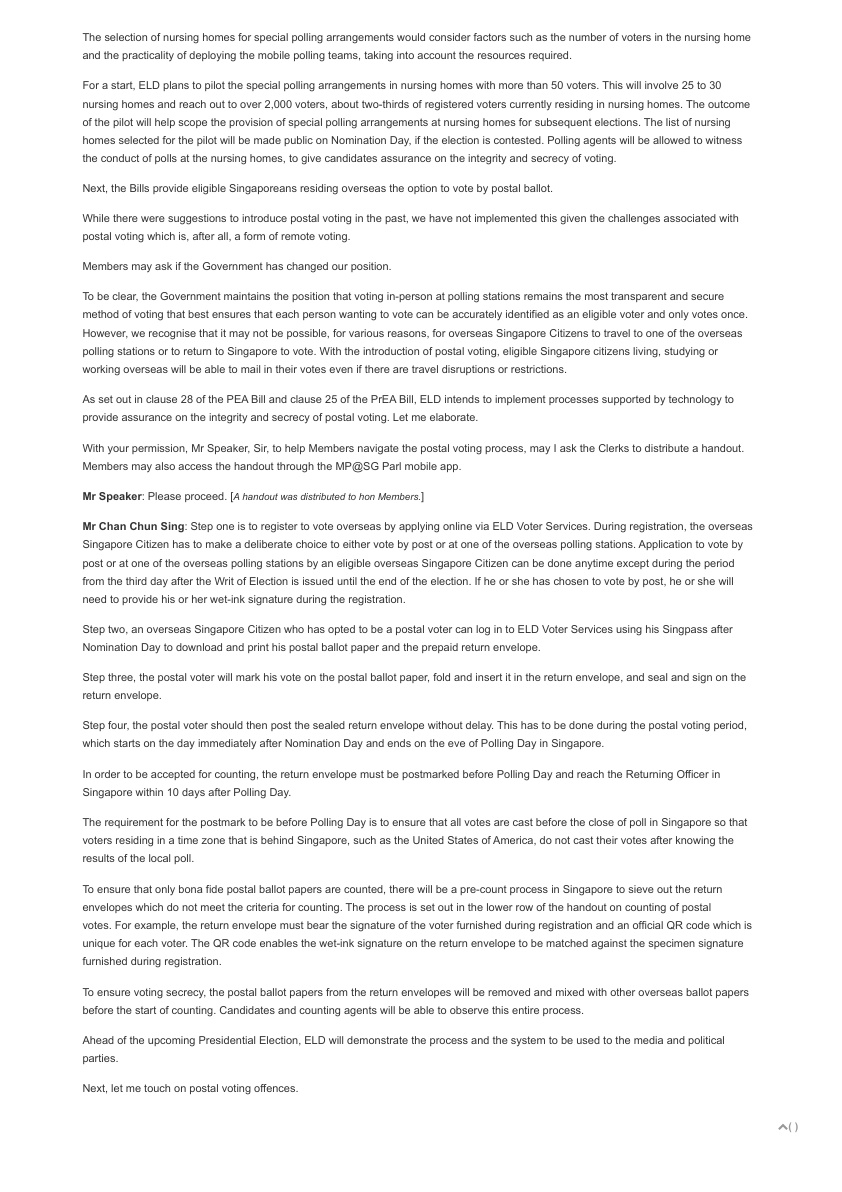 The selection of nursing homes for special polling arrangements would consider factors such as the number of voters in the nursing home
and the practicality of deploying the mobile polling teams, taking into account the resources required.
For a start, ELD plans to pilot the special polling arrangements in nursing homes with more than 50 voters. This will involve 25 to 30
nursing homes and reach out to over 2,000 voters, about two-thirds of registered voters currently residing in nursing homes. The outcome
of the pilot will help scope the provision of special polling arrangements at nursing homes for subsequent elections. The list of nursing
homes selected for the pilot will be made public on Nomination Day, if the election is contested. Polling agents will be allowed to witness
the conduct of polls at the nursing homes, to give candidates assurance on the integrity and secrecy of voting.
Next, the Bills provide eligible Singaporeans residing overseas the option to vote by postal ballot.
While there were suggestions to introduce postal voting in the past, we have not implemented this given the challenges associated with
postal voting which is, after all, a form of remote voting.
Members may ask if the Government has changed our position.
To be clear, the Government maintains the position that voting in-person at polling stations remains the most transparent and secure
method of voting that best ensures that each person wanting to vote can be accurately identified as an eligible voter and only votes once.
However, we recognise that it may not be possible, for various reasons, for overseas Singapore Citizens to travel to one of the overseas
polling stations or to return to Singapore to vote. With the introduction of postal voting, eligible Singapore citizens living, studying or
working overseas will be able to mail in their votes even if there are travel disruptions or restrictions.
As set out in clause 28 of the PEA Bill and clause 25 of the PrEA Bill, ELD intends to implement processes supported by technology to
provide assurance on the integrity and secrecy of postal voting. Let me elaborate.
With your permission, Mr Speaker, Sir, to help Members navigate the postal voting process, may I ask the Clerks to distribute a handout.
Members may also access the handout through the MP@SG Parl mobile app.
Mr Speaker: Please proceed. [A handout was distributed to hon Members.]
Mr Chan Chun Sing: Step one is to register to vote overseas by applying online via ELD Voter Services. During registration, the overseas
Singapore Citizen has to make a deliberate choice to either vote by post or at one of the overseas polling stations. Application to vote by
post or at one of the overseas polling stations by an eligible overseas Singapore Citizen can be done anytime except during the period
from the third day after the Writ of Election is issued until the end of the election. If he or she has chosen to vote by post, he or she will
need to provide his or her wet-ink signature during the registration.
Step two, an overseas Singapore Citizen who has opted to be a postal voter can log in to ELD Voter Services using his Singpass after
Nomination Day to download and print his postal ballot paper and the prepaid return envelope.
Step three, the postal voter will mark his vote on the postal ballot paper, fold and insert it in the return envelope, and seal and sign on the
return envelope.
Step four, the postal voter should then post the sealed return envelope without delay. This has to be done during the postal voting period,
which starts on the day immediately after Nomination Day and ends on the eve of Polling Day in Singapore.
In order to be accepted for counting, the return envelope must be postmarked before Polling Day and reach the Returning Officer in
Singapore within 10 days after Polling Day.
The requirement for the postmark to be before Polling Day is to ensure that all votes are cast before the close of poll in Singapore so that
voters residing in a time zone that is behind Singapore, such as the United States of America, do not cast their votes after knowing the
results of the local poll.
To ensure that only bona fide postal ballot papers are counted, there will be a pre-count process in Singapore to sieve out the return
envelopes which do not meet the criteria for counting. The process is set out in the lower row of the handout on counting of postal
votes. For example, the return envelope must bear the signature of the voter furnished during registration and an official QR code which is
unique for each voter. The QR code enables the wet-ink signature on the return envelope to be matched against the specimen signature
furnished during registration.
To ensure voting secrecy, the postal ballot papers from the return envelopes will be removed and mixed with other overseas ballot papers
before the start of counting. Candidates and counting agents will be able to observe this entire process.
Ahead of the upcoming Presidential Election, ELD will demonstrate the process and the system to be used to the media and political
parties.
Next, let me touch on postal voting offences.
( )